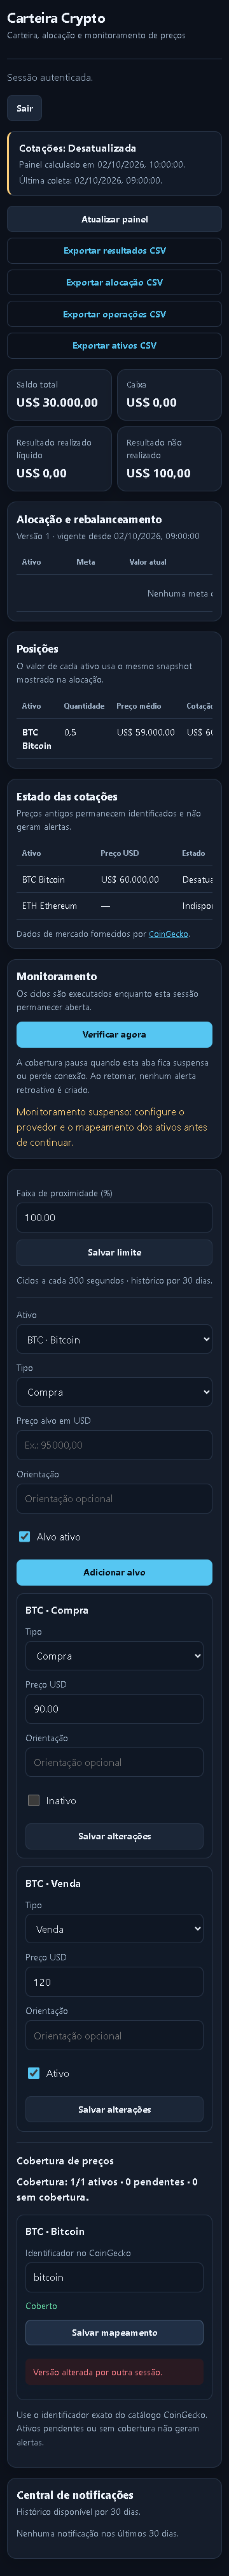 Carteira Crypto
Carteira, alocação e monitoramento de preços
Sessão autenticada.
Sair
Cotações: Desatualizada
Painel calculado em 02/10/2026, 10:00:00.
Última coleta: 02/10/2026, 09:00:00.
Atualizar painel
Exportar resultados CSV
Exportar alocação CSV
Exportar operações CSV
Exportar ativos CSV
Saldo total
US$ 30.000,00
Caixa
US$ 0,00
Resultado realizado
líquido
US$ 0,00
Resultado não
realizado
US$ 100,00
Alocação e rebalanceamento
Versão 1 · vigente desde 02/10/2026, 09:00:00
Ativo Meta Valor atual
Nenhuma meta
Posições
O valor de cada ativo usa o mesmo snapshot
mostrado na alocação.
Ativo Quantidade Preço médio Cotação
BTC
Bitcoin
0,5 US$ 59.000,00 US$ 60
Estado das cotações
Preços antigos permanecem identificados e não
geram alertas.
Ativo Preço USD Estado
BTC Bitcoin US$ 60.000,00 Desatua
ETH Ethereum — Indispon
Dados de mercado fornecidos por CoinGecko.
Monitoramento
Os ciclos são executados enquanto esta sessão
permanecer aberta.
Verificar agora
A cobertura pausa quando esta aba fica suspensa
ou perde conexão. Ao retomar, nenhum alerta
retroativo é criado.
Monitoramento suspenso: configure o
provedor e o mapeamento dos ativos antes
de continuar.
Faixa de proximidade (%)
100.00
Salvar limite
Ciclos a cada 300 segundos · histórico por 30 dias.
Ativo
BTC · Bitcoin
Tipo
Compra
Preço alvo em USD
Ex.: 95000,00
Orientação
Orientação opcional
Alvo ativo
Adicionar alvo
BTC · Compra
Tipo
Compra
Preço USD
90.00
Orientação
Orientação opcional
Inativo
Salvar alterações
BTC · Venda
Tipo
Venda
Preço USD
120
Orientação
Orientação opcional
Ativo
Salvar alterações
Cobertura de preços
Cobertura: 1/1 ativos · 0 pendentes · 0
sem cobertura.
BTC · Bitcoin
Identificador no CoinGecko
bitcoin
Coberto
Salvar mapeamento
Versão alterada por outra sessão.
Use o identificador exato do catálogo CoinGecko.
Ativos pendentes ou sem cobertura não geram
alertas.
Central de notificações
Histórico disponível por 30 dias.
Nenhuma notificação nos últimos 30 dias.